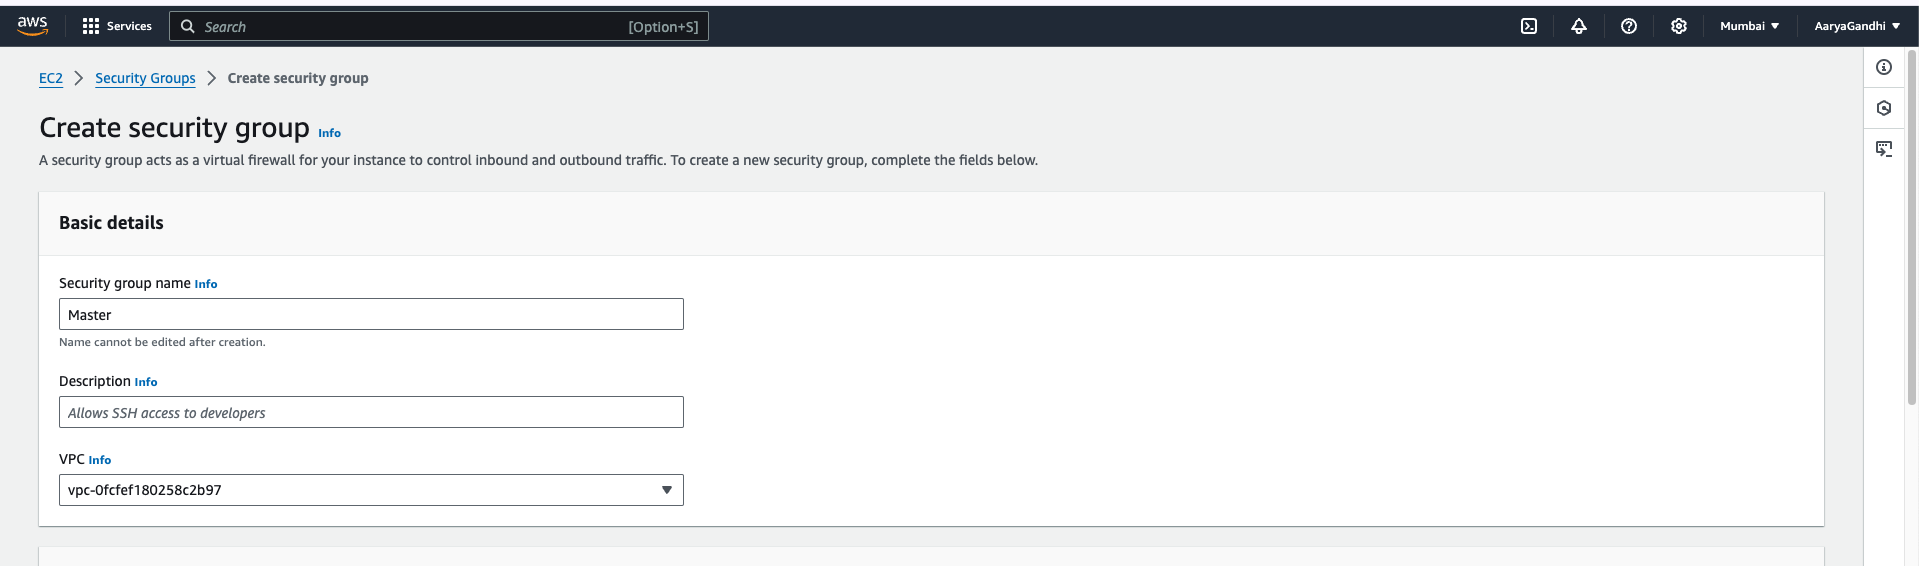 aws Services Search [Option+S] Mumbai AaryaGandhi
EC2 Security Groups Create security group
Create security group Info
A security group acts as a virtual firewall for your instance to control inbound and outbound traffic. To create a new security group, complete the fields below.
Basic details
Security group name Info
Master
Name cannot be edited after creation.
Description Info
Allows SSH access to developers
VPC Info
vpc-0fcfef180258c2b97